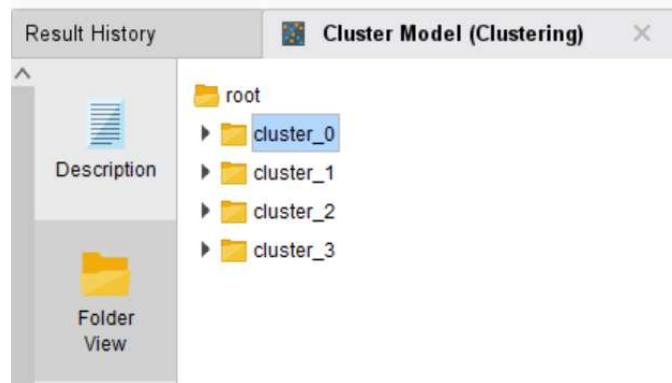 Result History
Cluster Model (Clustering)
Description
Folder
View
root
cluster_0
cluster_1
cluster_2
cluster_3